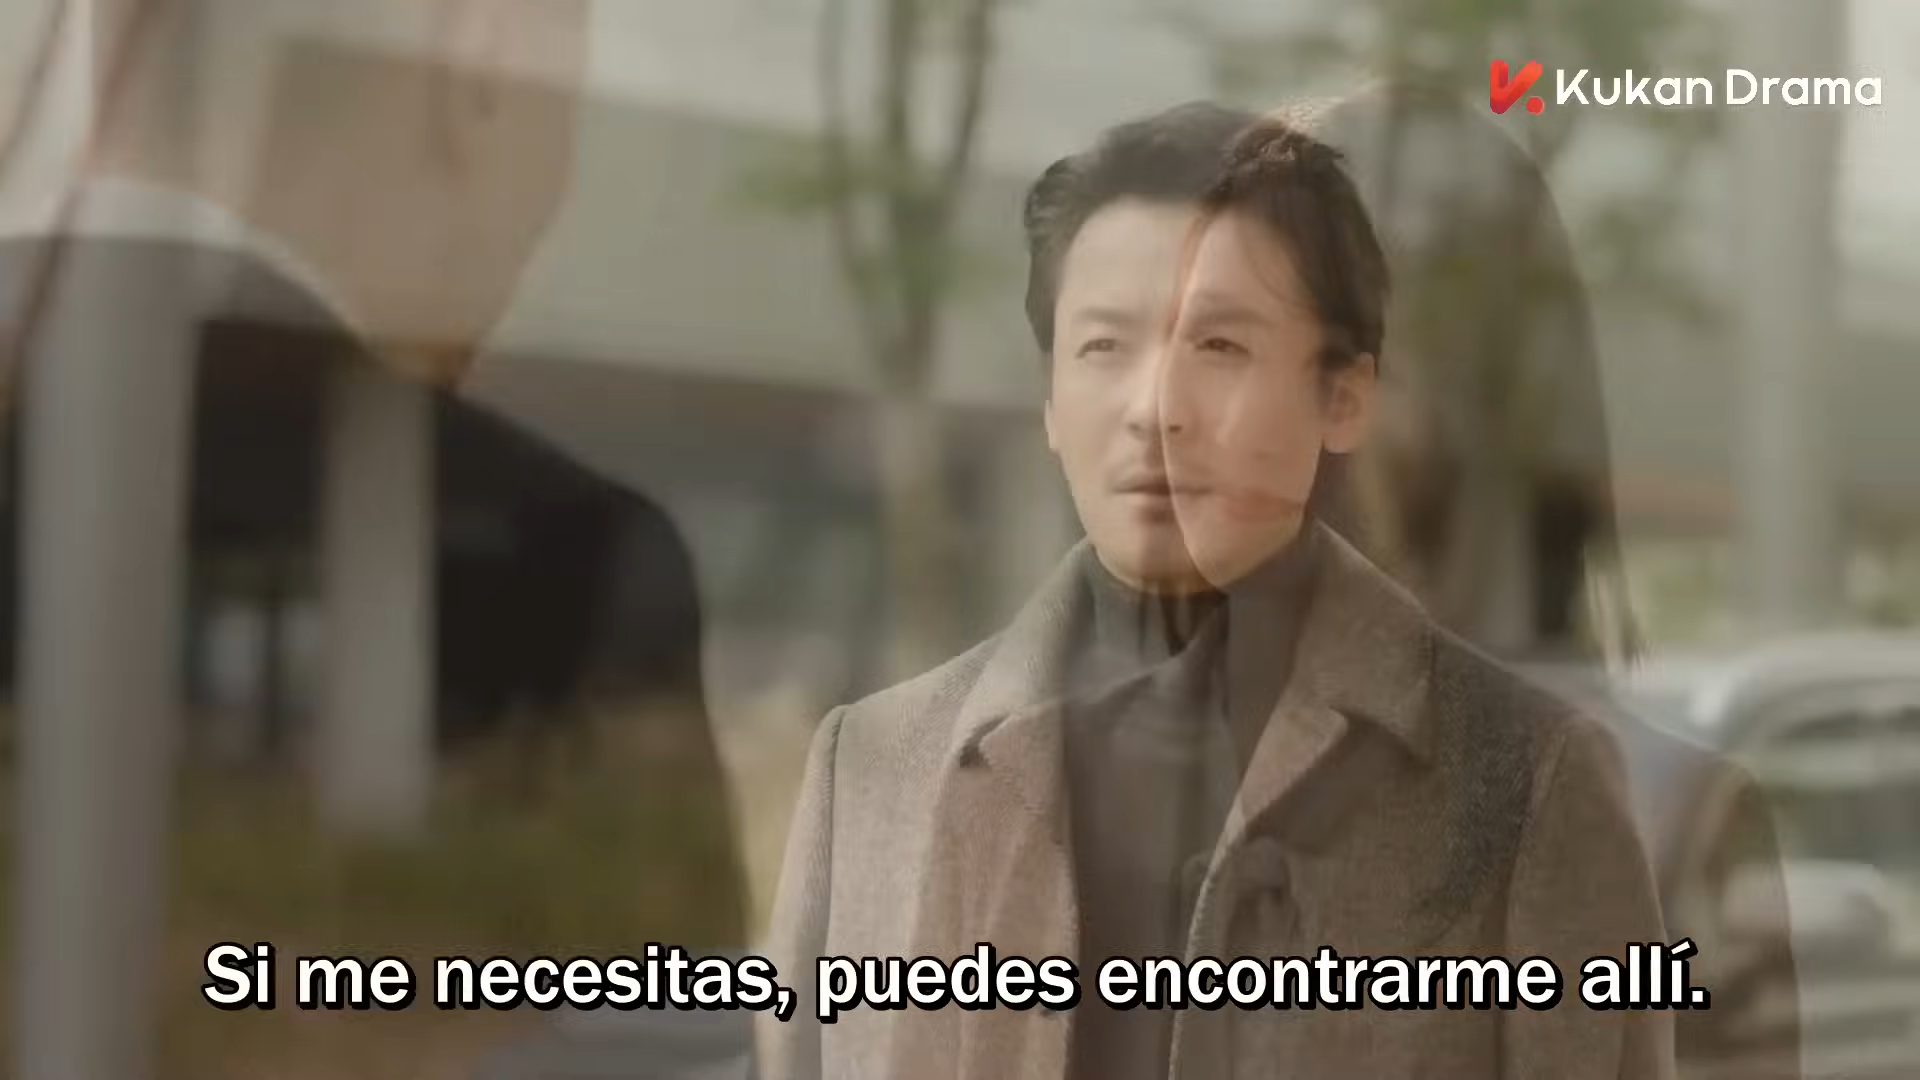 Kukan Drama
Si me necesitas, puedes encontrarme allí.